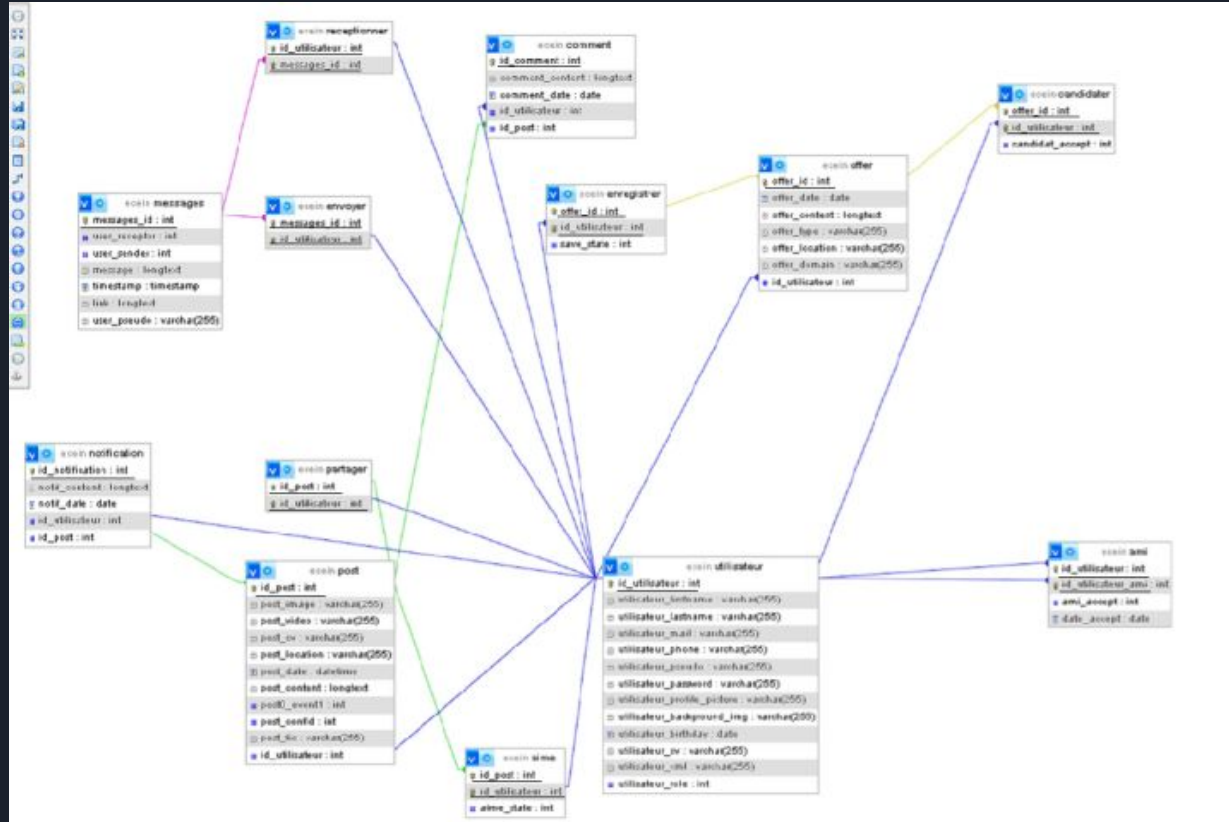 ecein receptionner
id_utilisateur : int
messages_id : int
ecein comment
id_comment : int
comment_content : longtext
comment_date : date
id_utilisateur : int
id_post : int
ecein candidater
offer_id : int
id_utilisateur : int
candidat_accept : int
ecein offer
offer_id : int
offer_date : date
offer_content : longtext
offer_type : varchar(255)
offer_location : varchar(255)
offer_domain : varchar(255)
id_utilisateur : int
ecein enregistrer
offer_id : int
id_utilisateur : int
save_state : int
ecein messages
messages_id : int
user_receptor : int
user_sender : int
message : longtext
timestamp : timestamp
link : longtext
user_pseudo : varchar(255)
ecein envoyer
messages_id : int
id_utilisateur : int
ecein notification
id_notification : int
notif_content : longtext
notif_date : date
id_utilisateur : int
id_post : int
ecein partager
id_post : int
id_utilisateur : int
ecein post
id_post : int
post_image : varchar(255)
post_video : varchar(255)
post_cv : varchar(255)
post_location : varchar(255)
post_date : datetime
post_content : longtext
: int
post_confid : int
: varchar(255)
id_utilisateur : int
ecein utilisateur
id_utilisateur : int
: varchar(255)
utilisateur_lastname : varchar(255)
utilisateur_mail : varchar(255)
utilisateur_phone : varchar(255)
utilisateur_pseudo : varchar(255)
utilisateur_password : varchar(255)
utilisateur_profile_picture : varchar(255)
utilisateur_background_img : varchar(255)
utilisateur_birthday : date
utilisateur_cv : varchar(255)
utilisateur_xml : varchar(255)
utilisateur_role : int
ecein ami
id_utilisateur : int
id_utilisateur_ami : int
ami_accept : int
date_accept : date
ecein aime
id_post : int
id_utilisateur : int
aime_state : int